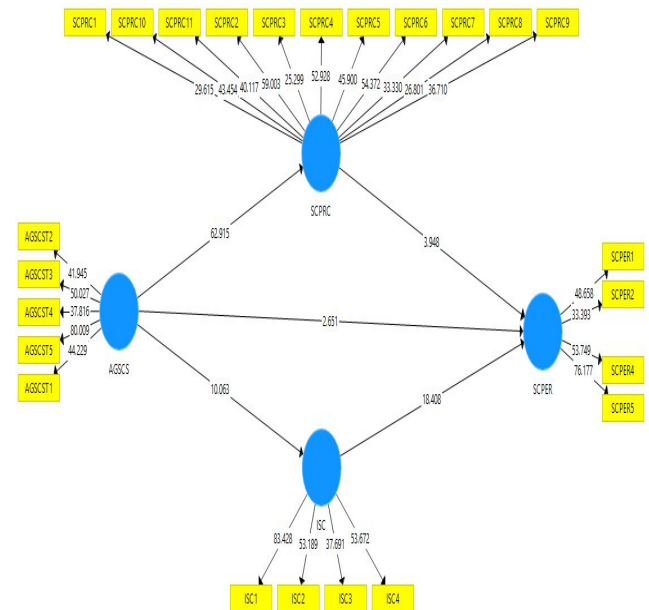 SCPRC1 SCPRC10 SCPRC11 SCPRC2 SCPRC3 SCPRC4 SCPRC5 SCPRC6 SCPRC7 SCPRC8 SCPRC9
29.615 43.454 40.117 59.003 25.299 52.928 45.900 54.372 33.330 26.801 36.710
SCPRC
62.915
3.948
AGSCST2
AGSCST3
AGSCST4
AGSCST5
AGSCST1
41.945
50.027
37.816
80.009
44.229
AGSCS
2.651
SCPER
SCPER1
SCPER2
SCPER4
SCPER5
48.658
33.393
53.749
76.177
10.063
18.408
ISC
83.428 53.189 37.691 53.672
ISC1 ISC2 ISC3 ISC4